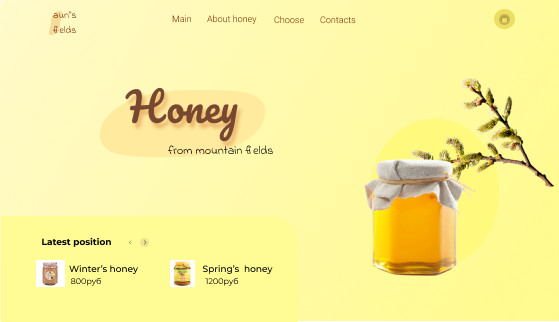 awn's
fields
Main About honey Choose Contacts
Honey
from mountain fields
Latest position
Winter's honey
800руб
Spring's honey
1200руб